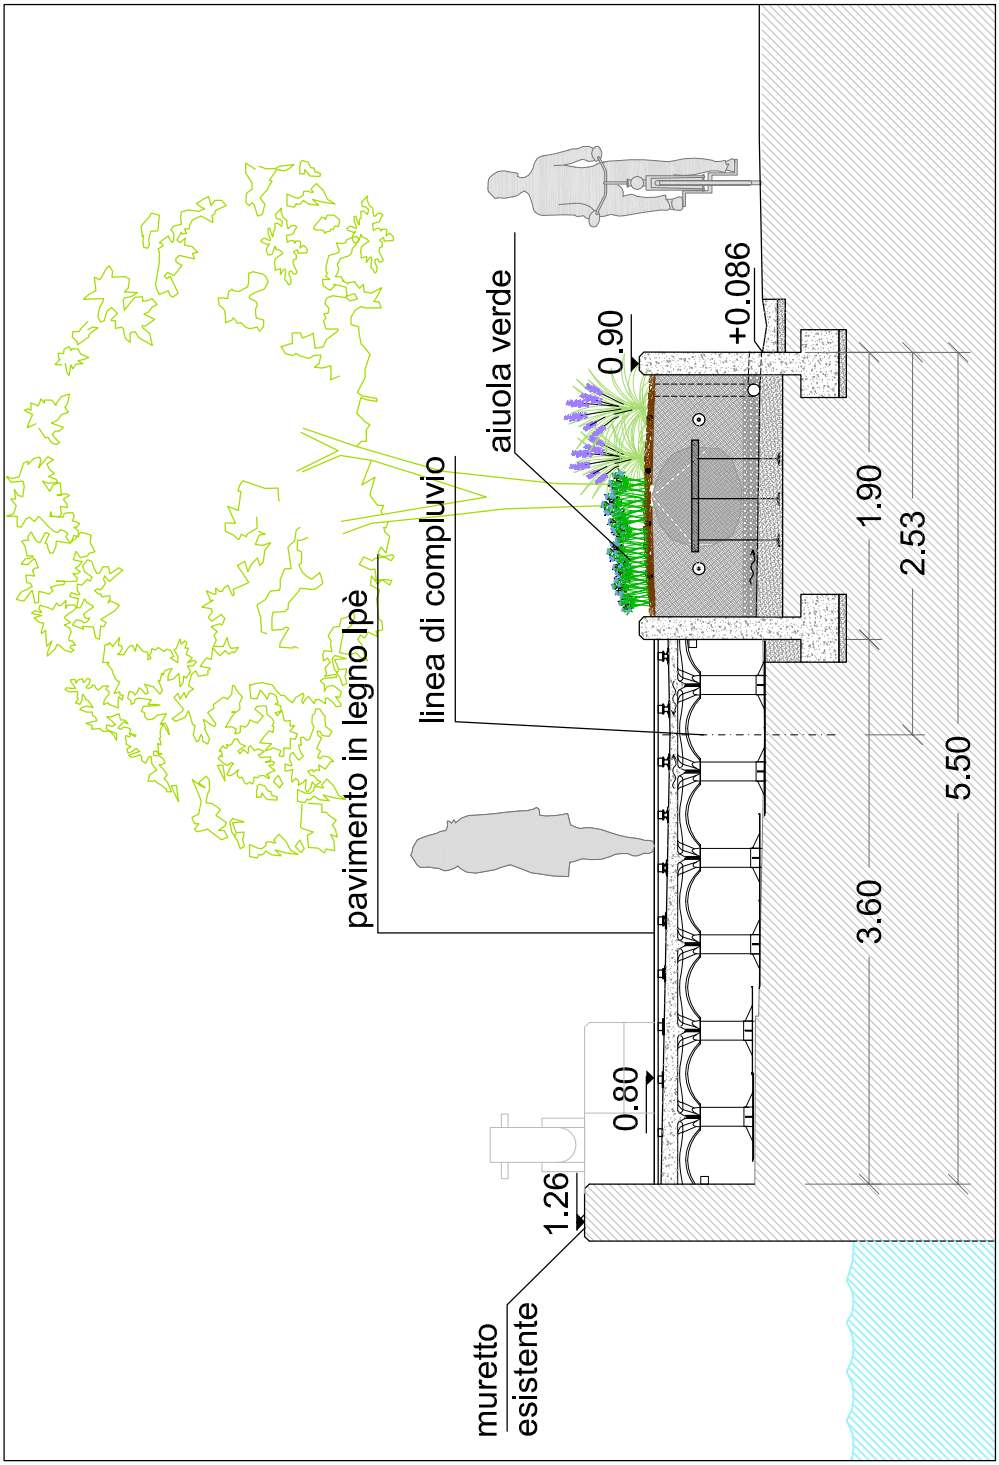 muretto
esistente
1.26
0.80
pavimento in legno Ipè
linea di compluvio
aiuola verde
0.90
+0.086
3.60
1.90
2.53
5.50